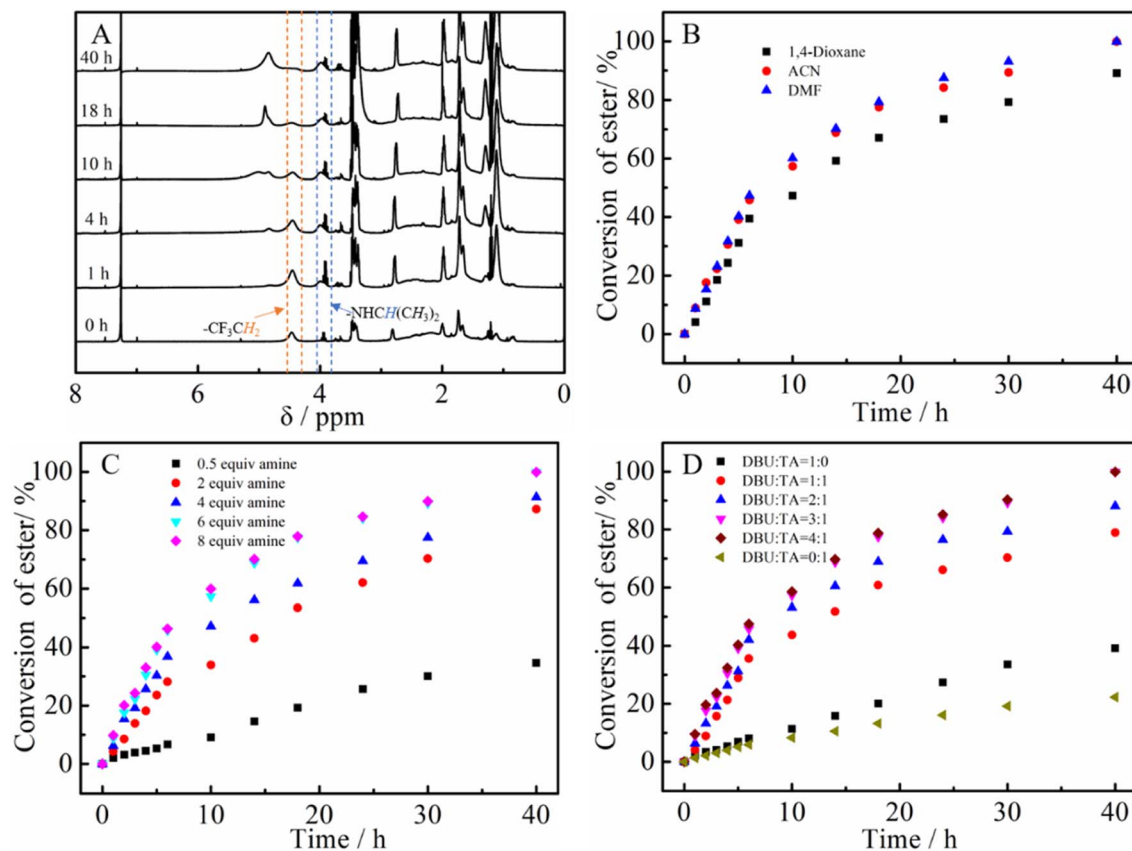 A
40 h
18 h
10 h
4 h
1 h
0 h
-CF₃CH₂
-NHCH(CH₃)₂
8
6
4
2
0
δ / ppm
B
1,4-Dioxane
ACN
DMF
100
80
60
40
20
0
Conversion of ester/ %
0
10
20
30
40
Time / h
C
0.5 equiv amine
2 equiv amine
4 equiv amine
6 equiv amine
8 equiv amine
100
80
60
40
20
0
Conversion of ester/ %
0
10
20
30
40
Time / h
D
DBU:TA=1:0
DBU:TA=1:1
DBU:TA=2:1
DBU:TA=3:1
DBU:TA=4:1
DBU:TA=0:1
100
80
60
40
20
0
Conversion of ester/ %
0
10
20
30
40
Time / h